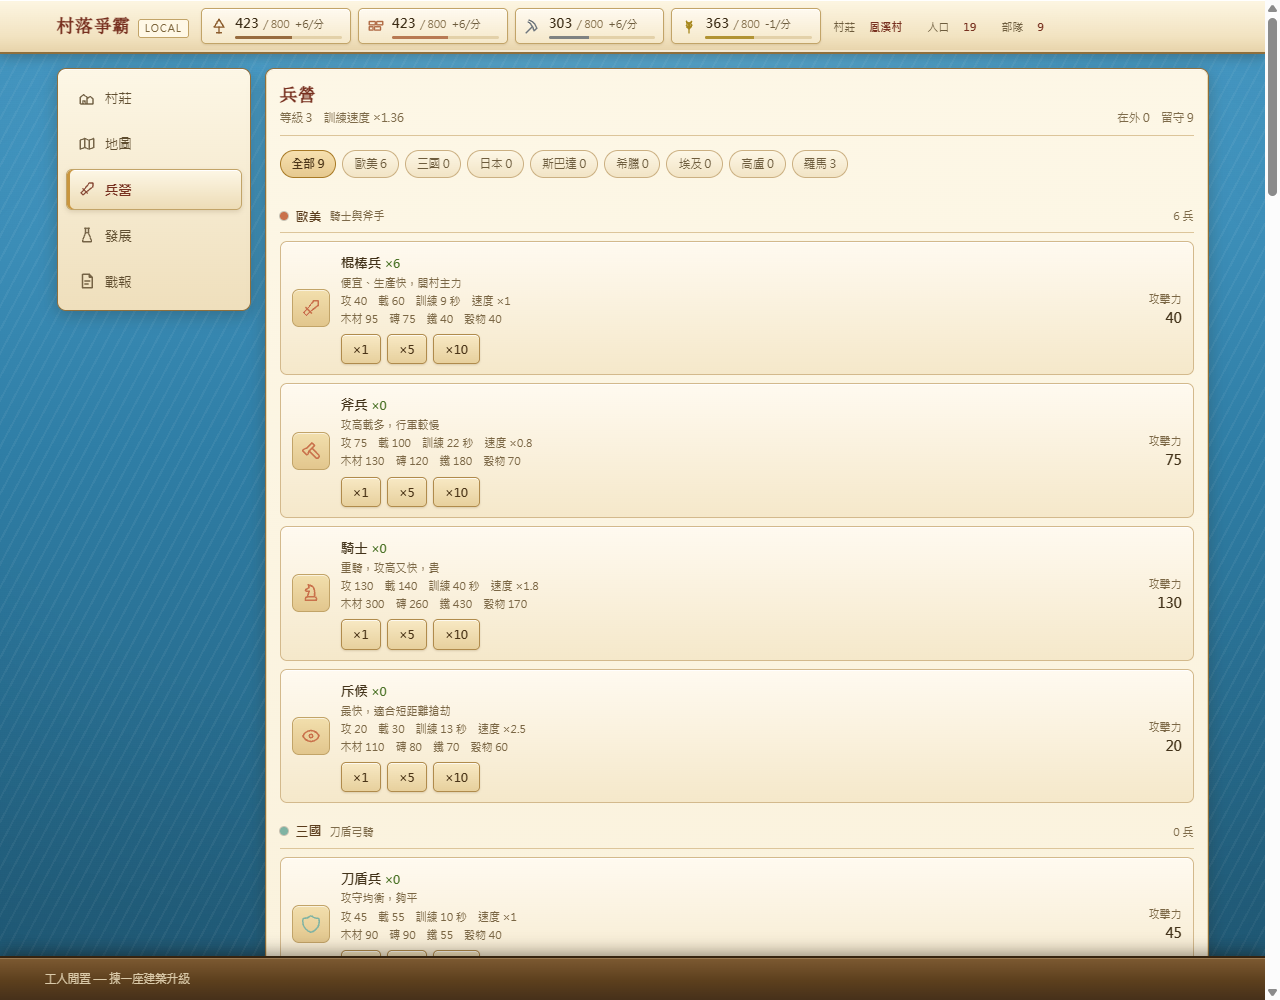 村落爭霸 LOCAL
423 / 800 +6/分
423 / 800 +6/分
303 / 800 +6/分
363 / 800 -1/分
村莊 風溪村 人口 19 部隊 9
村莊
地圖
兵營
發展
戰報
兵營
等級 3 訓練速度 ×1.36
在外 0 留守 9
全部 9 歐美 6 三國 0 日本 0 斯巴達 0 希臘 0 埃及 0 高盧 0 羅馬 3
歐美 騎士與斧手
6 兵
棍棒兵 ×6
便宜、生產快，開村主力
攻 40 載 60 訓練 9 秒 速度 ×1
木材 95 磚 75 鐵 40 穀物 40
×1 ×5 ×10
攻擊力
40
斧兵 ×0
攻高載多，行軍較慢
攻 75 載 100 訓練 22 秒 速度 ×0.8
木材 130 磚 120 鐵 180 穀物 70
×1 ×5 ×10
攻擊力
75
騎士 ×0
重騎，攻高又快，貴
攻 130 載 140 訓練 40 秒 速度 ×1.8
木材 300 磚 260 鐵 430 穀物 170
×1 ×5 ×10
攻擊力
130
斥候 ×0
最快，適合短距離搶劫
攻 20 載 30 訓練 13 秒 速度 ×2.5
木材 110 磚 80 鐵 70 穀物 60
×1 ×5 ×10
攻擊力
20
三國 刀盾弓騎
0 兵
刀盾兵 ×0
攻守均衡，夠平
攻 45 載 55 訓練 10 秒 速度 ×1
木材 90 磚 90 鐵 55 穀物 40
攻擊力
45
工人閒置 — 揀一座建築升級